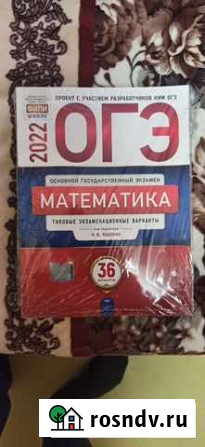 ПРОЕКТ С УЧАСТИЕМ РАЗРАБОТЧИКОВ КИМ ОГЭ
ФИПИ
ШКОЛЕ
2022
ОГЭ
ОСНОВНОЙ ГОСУДАРСТВЕННЫЙ ЭКЗАМЕН
МАТЕМАТИКА
ТИПОВЫЕ ЭКЗАМЕНАЦИОННЫЕ ВАРИАНТЫ
И. В. ЯЩЕНКО
36
ВАРИАНТОВ
rosndv.ru